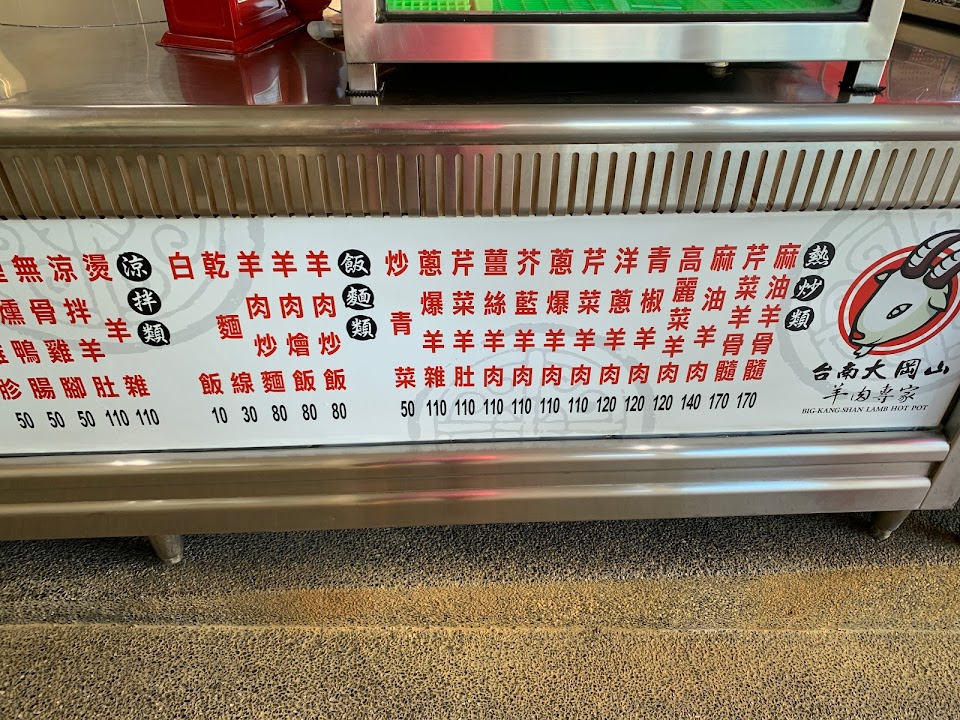 熱炒類
麻油羊骨髓 170
芹菜羊骨髓 170
麻油羊肉 140
高麗菜羊肉 120
青椒羊肉 120
洋蔥羊肉 120
芹菜羊肉 110
蔥爆羊肉 110
芥藍羊肉 110
薑絲羊肉 110
芹菜羊肚 110
蔥爆羊雜 110
炒青菜 50
飯麵類
羊肉炒飯 80
羊肉燴飯 80
羊肉炒麵 80
乾麵線 30
白飯 10
涼拌類
羊雜 110
燙羊肚 110
涼拌雞腳 50
無骨鴨腸 50
胗 50
台南大岡山
羊肉專家
BIG-KANG-SHAN LAMB HOT POT